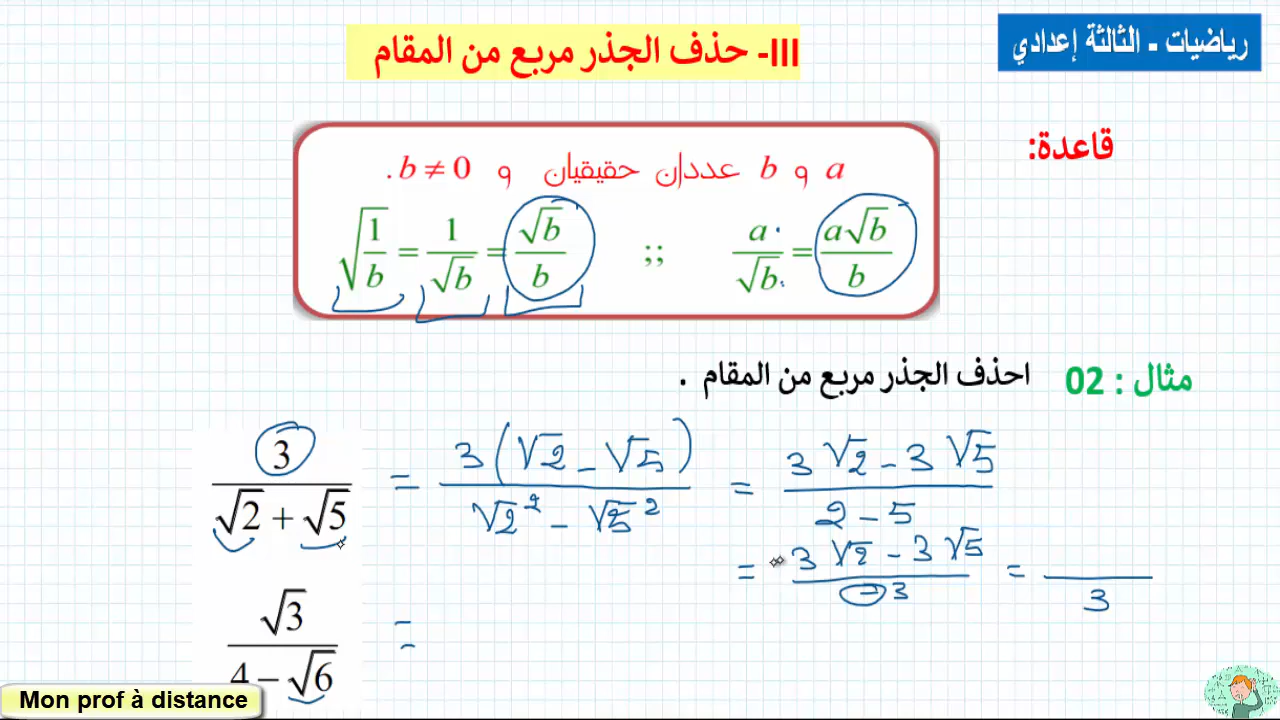 رياضيات - الثالثة إعدادي
III- حذف الجذر مربع من المقام
قاعدة:
a و b عددان حقيقيان و b ≠ 0 .
√(1/b) = 1/√b = √b/b ;; a/√b = a√b/b
مثال : 02 احذف الجذر مربع من المقام .
3/(√2 + √5) = 3(√2 - √5)/(√2² - √5²) = (3√2 - 3√5)/(2 - 5)
= (3√2 - 3√5)/(-3) = /3
√3/(4 - √6) =
Mon prof à distance